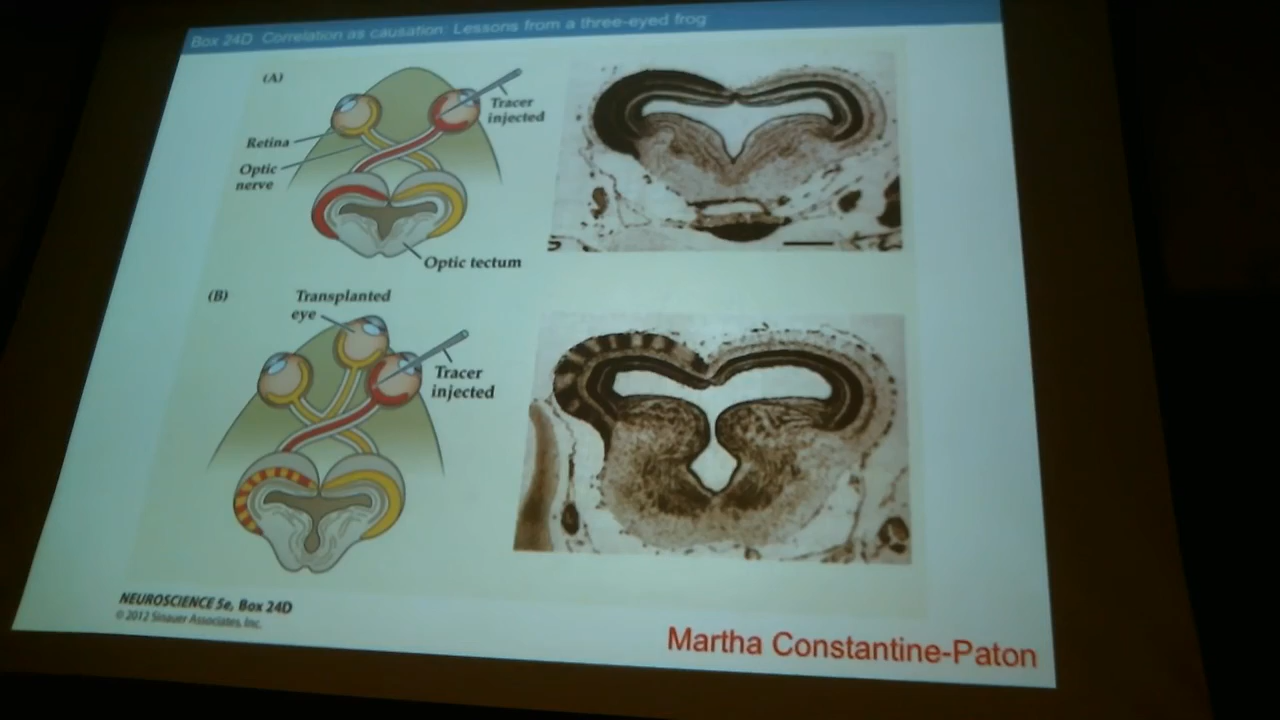 Box 24D Correlation as causation: Lessons from a three-eyed frog
(A)
Tracer
injected
Retina
Optic
nerve
Optic tectum
(B)
Transplanted
eye
Tracer
injected
NEUROSCIENCE 5e, Box 24D
© 2012 Sinauer Associates, Inc.
Martha Constantine-Paton